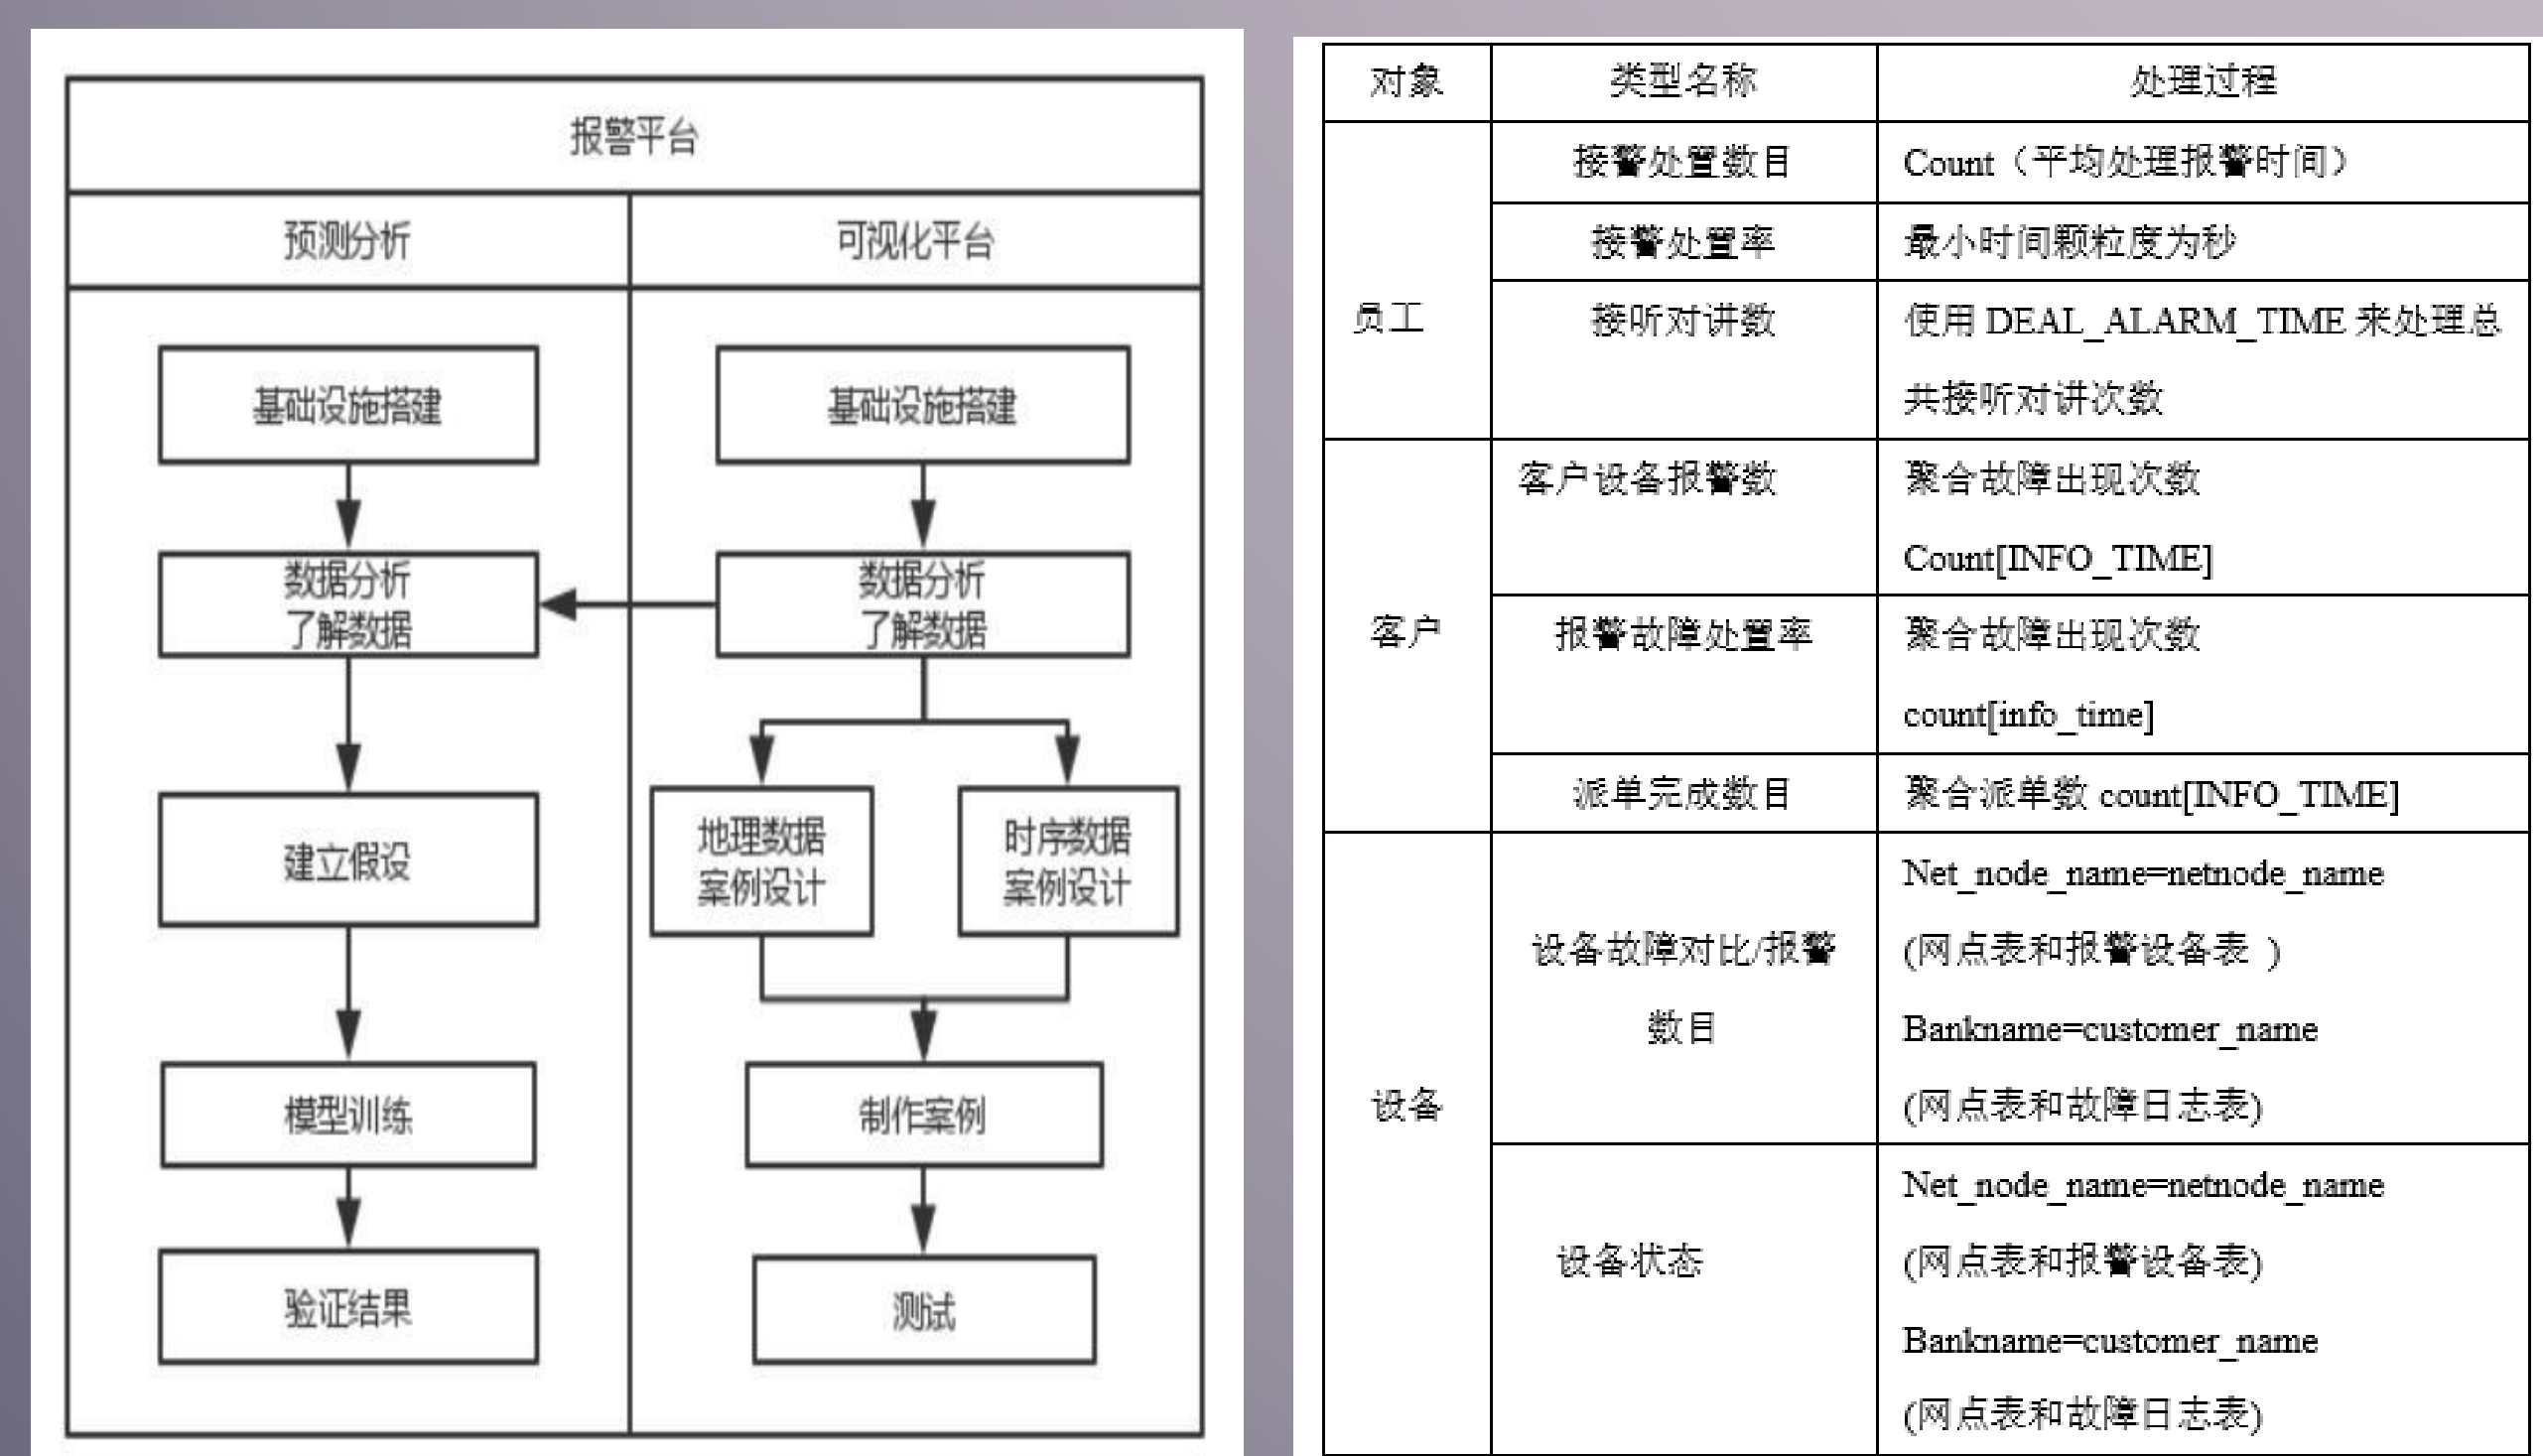 报警平台
预测分析
可视化平台
基础设施搭建
基础设施搭建
数据分析
了解数据
数据分析
了解数据
建立假设
地理数据
案例设计
时序数据
案例设计
模型训练
制作案例
验证结果
测试
对象 类型名称 处理过程
员工
接警处置数目 Count（平均处理报警时间）
接警处置率 最小时间颗粒度为秒
接听对讲数 使用 DEAL_ALARM_TIME 来处理总
共接听对讲次数
客户
客户设备报警数 聚合故障出现次数
Count[INFO_TIME]
报警故障处置率 聚合故障出现次数
count[info_time]
派单完成数目 聚合派单数 count[INFO_TIME]
设备
设备故障对比/报警
数目
Net_node_name=netnode_name
(网点表和报警设备表 )
Bankname=customer_name
(网点表和故障日志表)
设备状态
Net_node_name=netnode_name
(网点表和报警设备表)
Bankname=customer_name
(网点表和故障日志表)